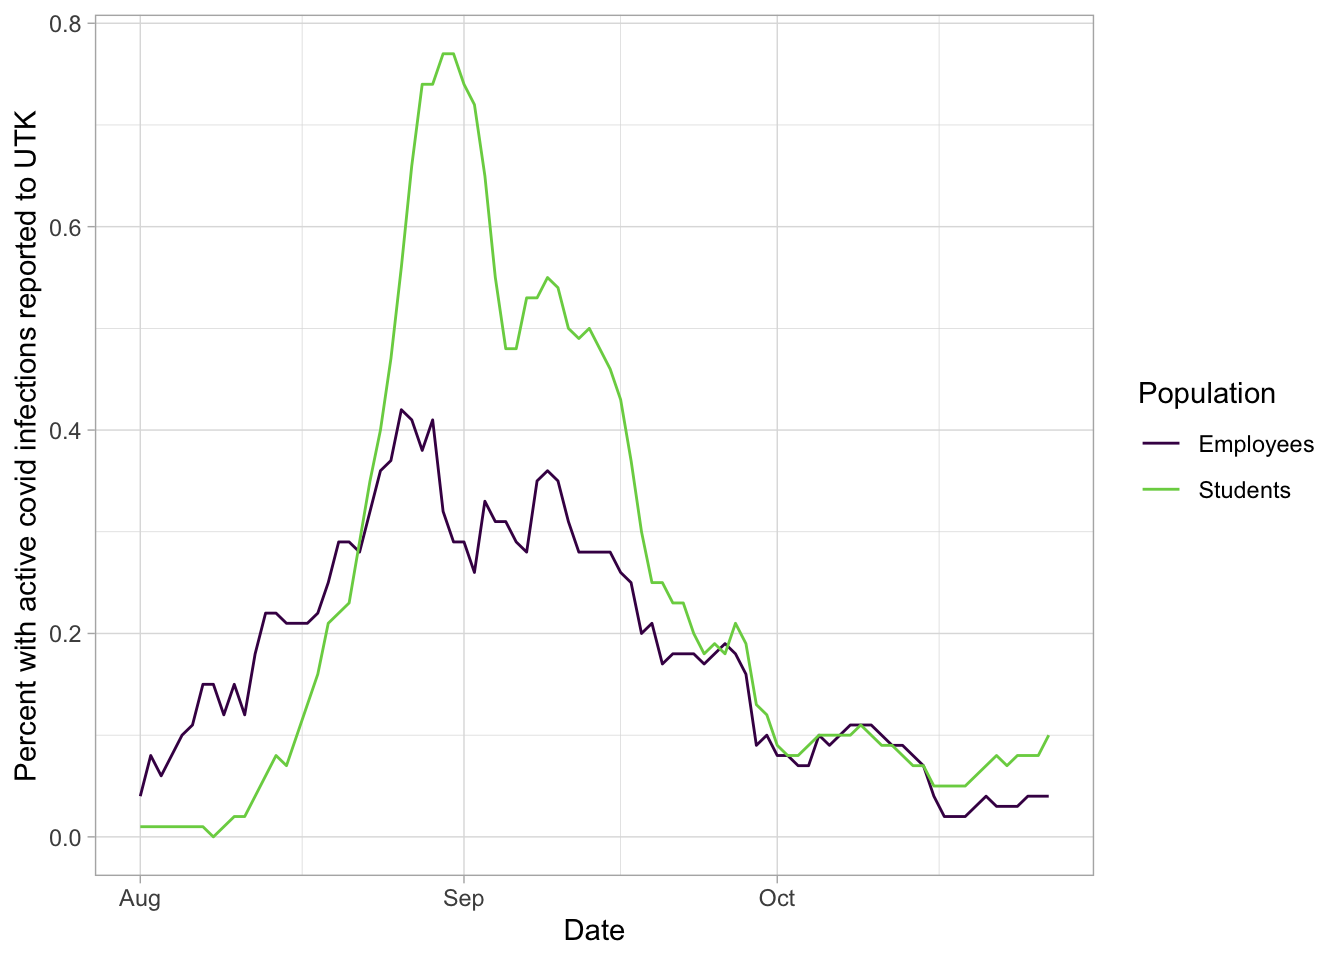 Percent with active covid infections reported to UTK
0.8
0.6
0.4
0.2
0.0
Aug Sep Oct
Date
Population
Employees
Students